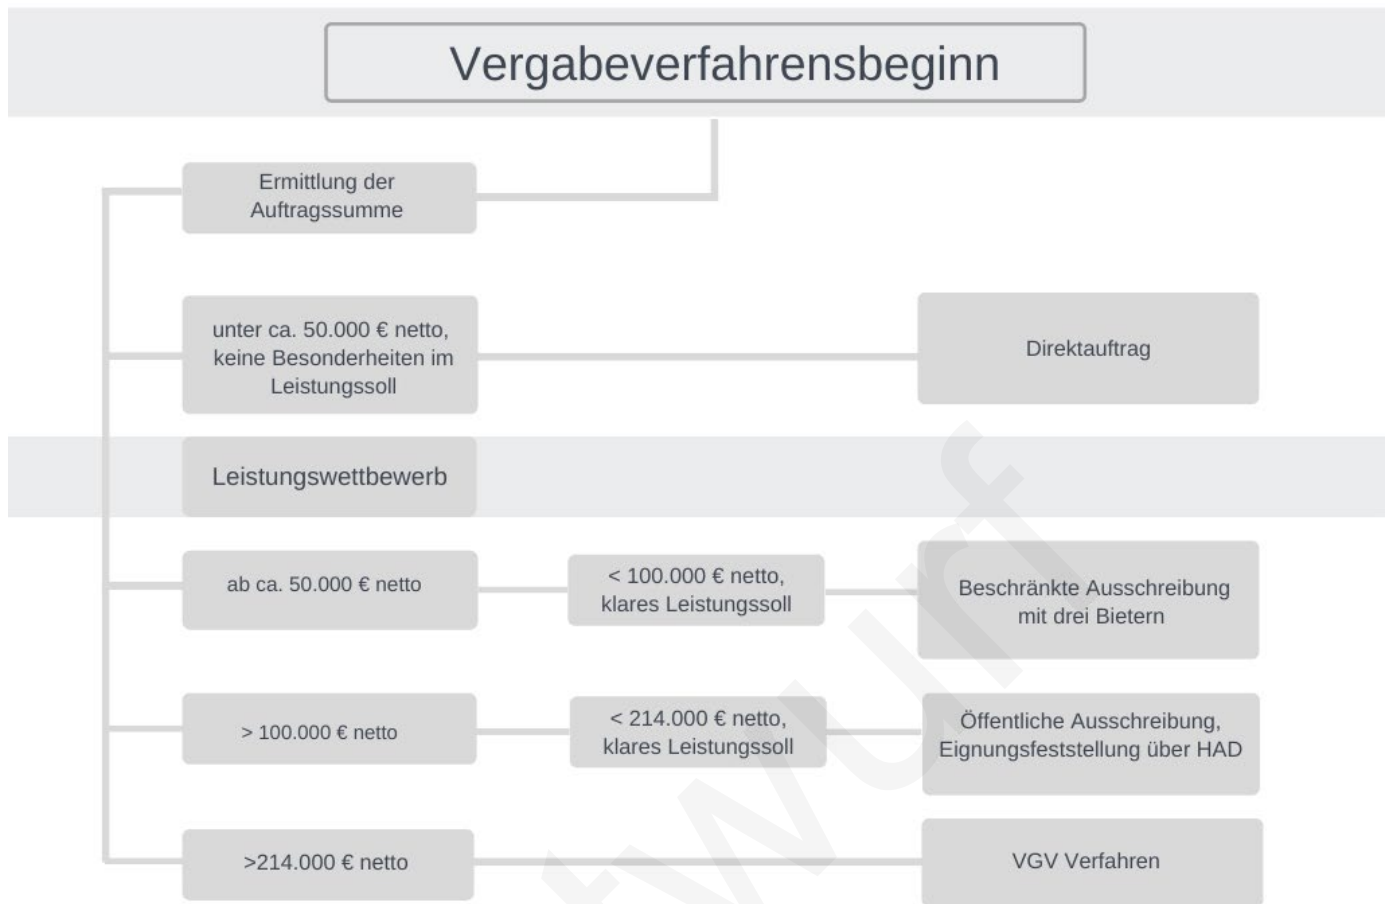 Vergabeverfahrensbeginn
Ermittlung der
Auftragssumme
unter ca. 50.000 € netto,
keine Besonderheiten im
Leistungssoll
Direktauftrag
Leistungswettbewerb
ab ca. 50.000 € netto
< 100.000 € netto,
klares Leistungssoll
Beschränkte Ausschreibung
mit drei Bietern
> 100.000 € netto
< 214.000 € netto,
klares Leistungssoll
Öffentliche Ausschreibung,
Eignungsfeststellung über HAD
>214.000 € netto
VGV Verfahren
twurf